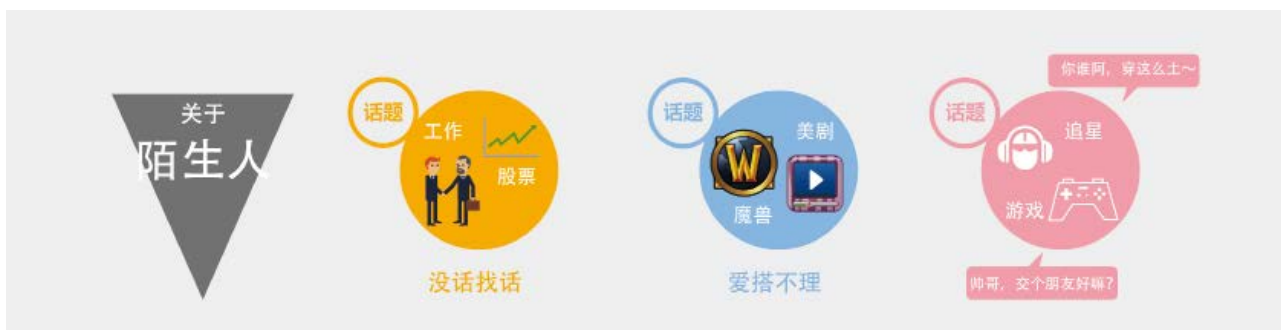 关于
陌生人
话题
工作
股票
没话找话
话题
美剧
W
魔兽
爱搭不理
你谁阿，穿这么土～
话题
追星
游戏
帅哥，交个朋友好嘛？